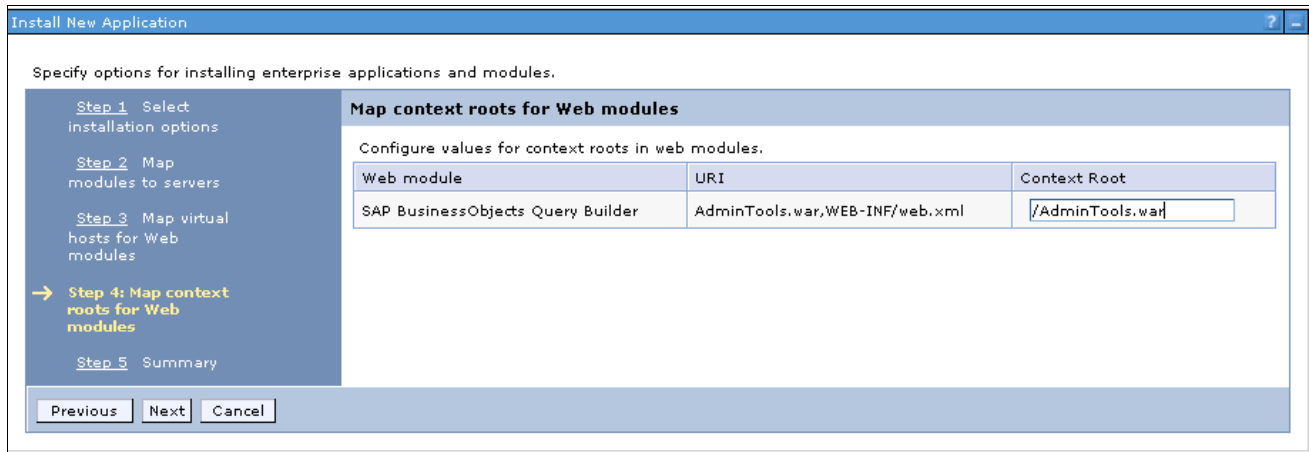 Install New Application
? _
Specify options for installing enterprise applications and modules.
Step 1 Select
installation options
Step 2 Map
modules to servers
Step 3 Map virtual
hosts for Web
modules
Step 4: Map context
roots for Web
modules
Step 5 Summary
Map context roots for Web modules
Configure values for context roots in web modules.
Web module URI Context Root
SAP BusinessObjects Query Builder AdminTools.war,WEB-INF/web.xml /AdminTools.war
Previous Next Cancel